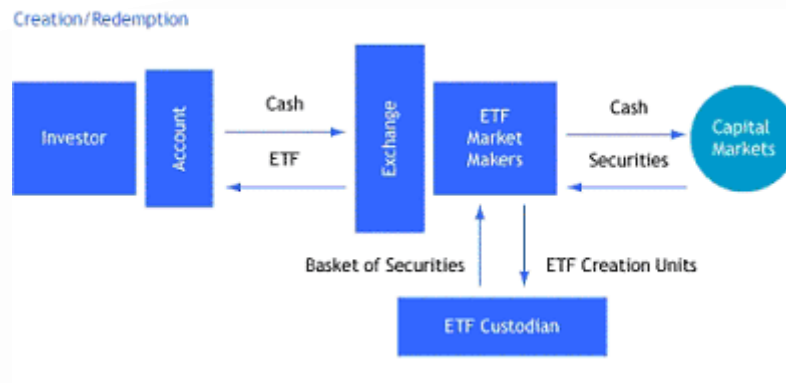 Creation/Redemption
Investor
Account
Cash
ETF
Exchange
ETF
Market
Makers
Cash
Securities
Capital
Markets
Basket of Securities
ETF Creation Units
ETF Custodian